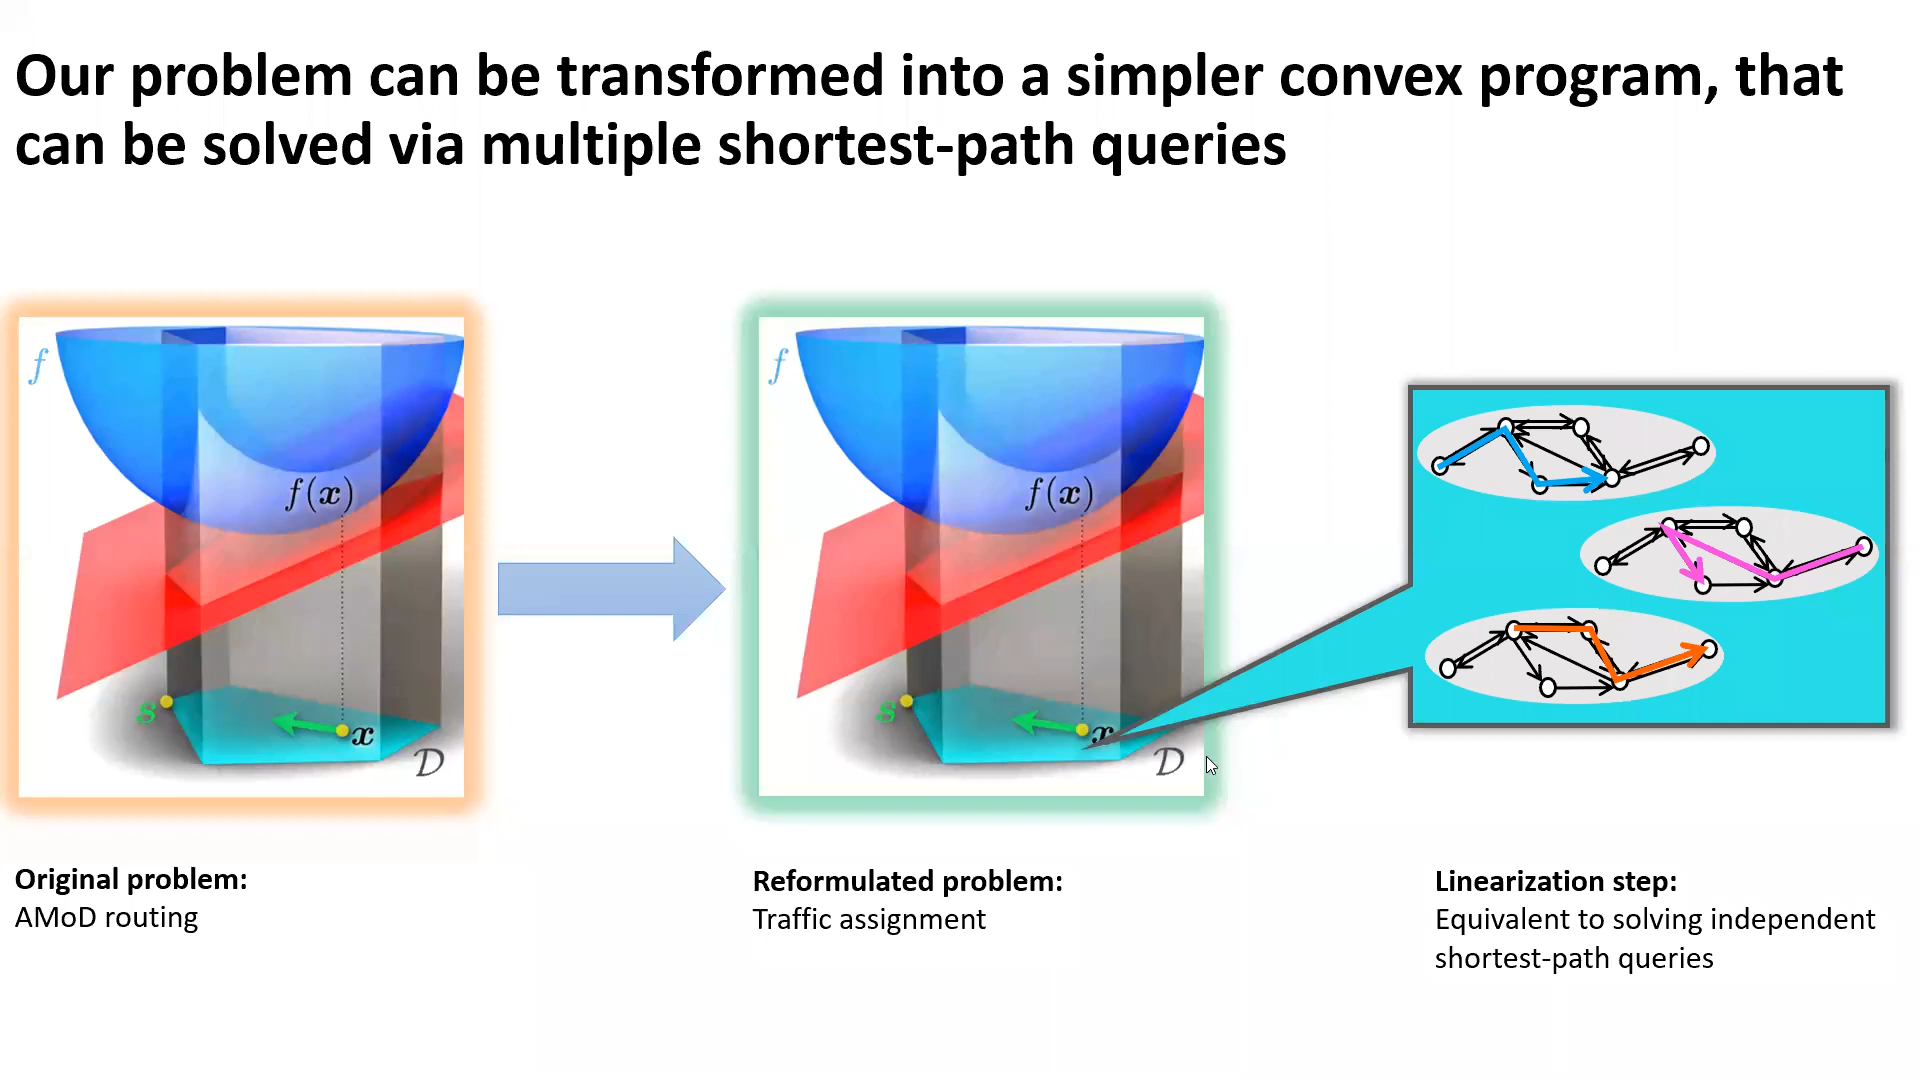 Our problem can be transformed into a simpler convex program, that
can be solved via multiple shortest-path queries
f
f(x)
s
x
𝒟
f
f(x)
s
x
𝒟
Original problem:
AMoD routing
Reformulated problem:
Traffic assignment
Linearization step:
Equivalent to solving independent
shortest-path queries